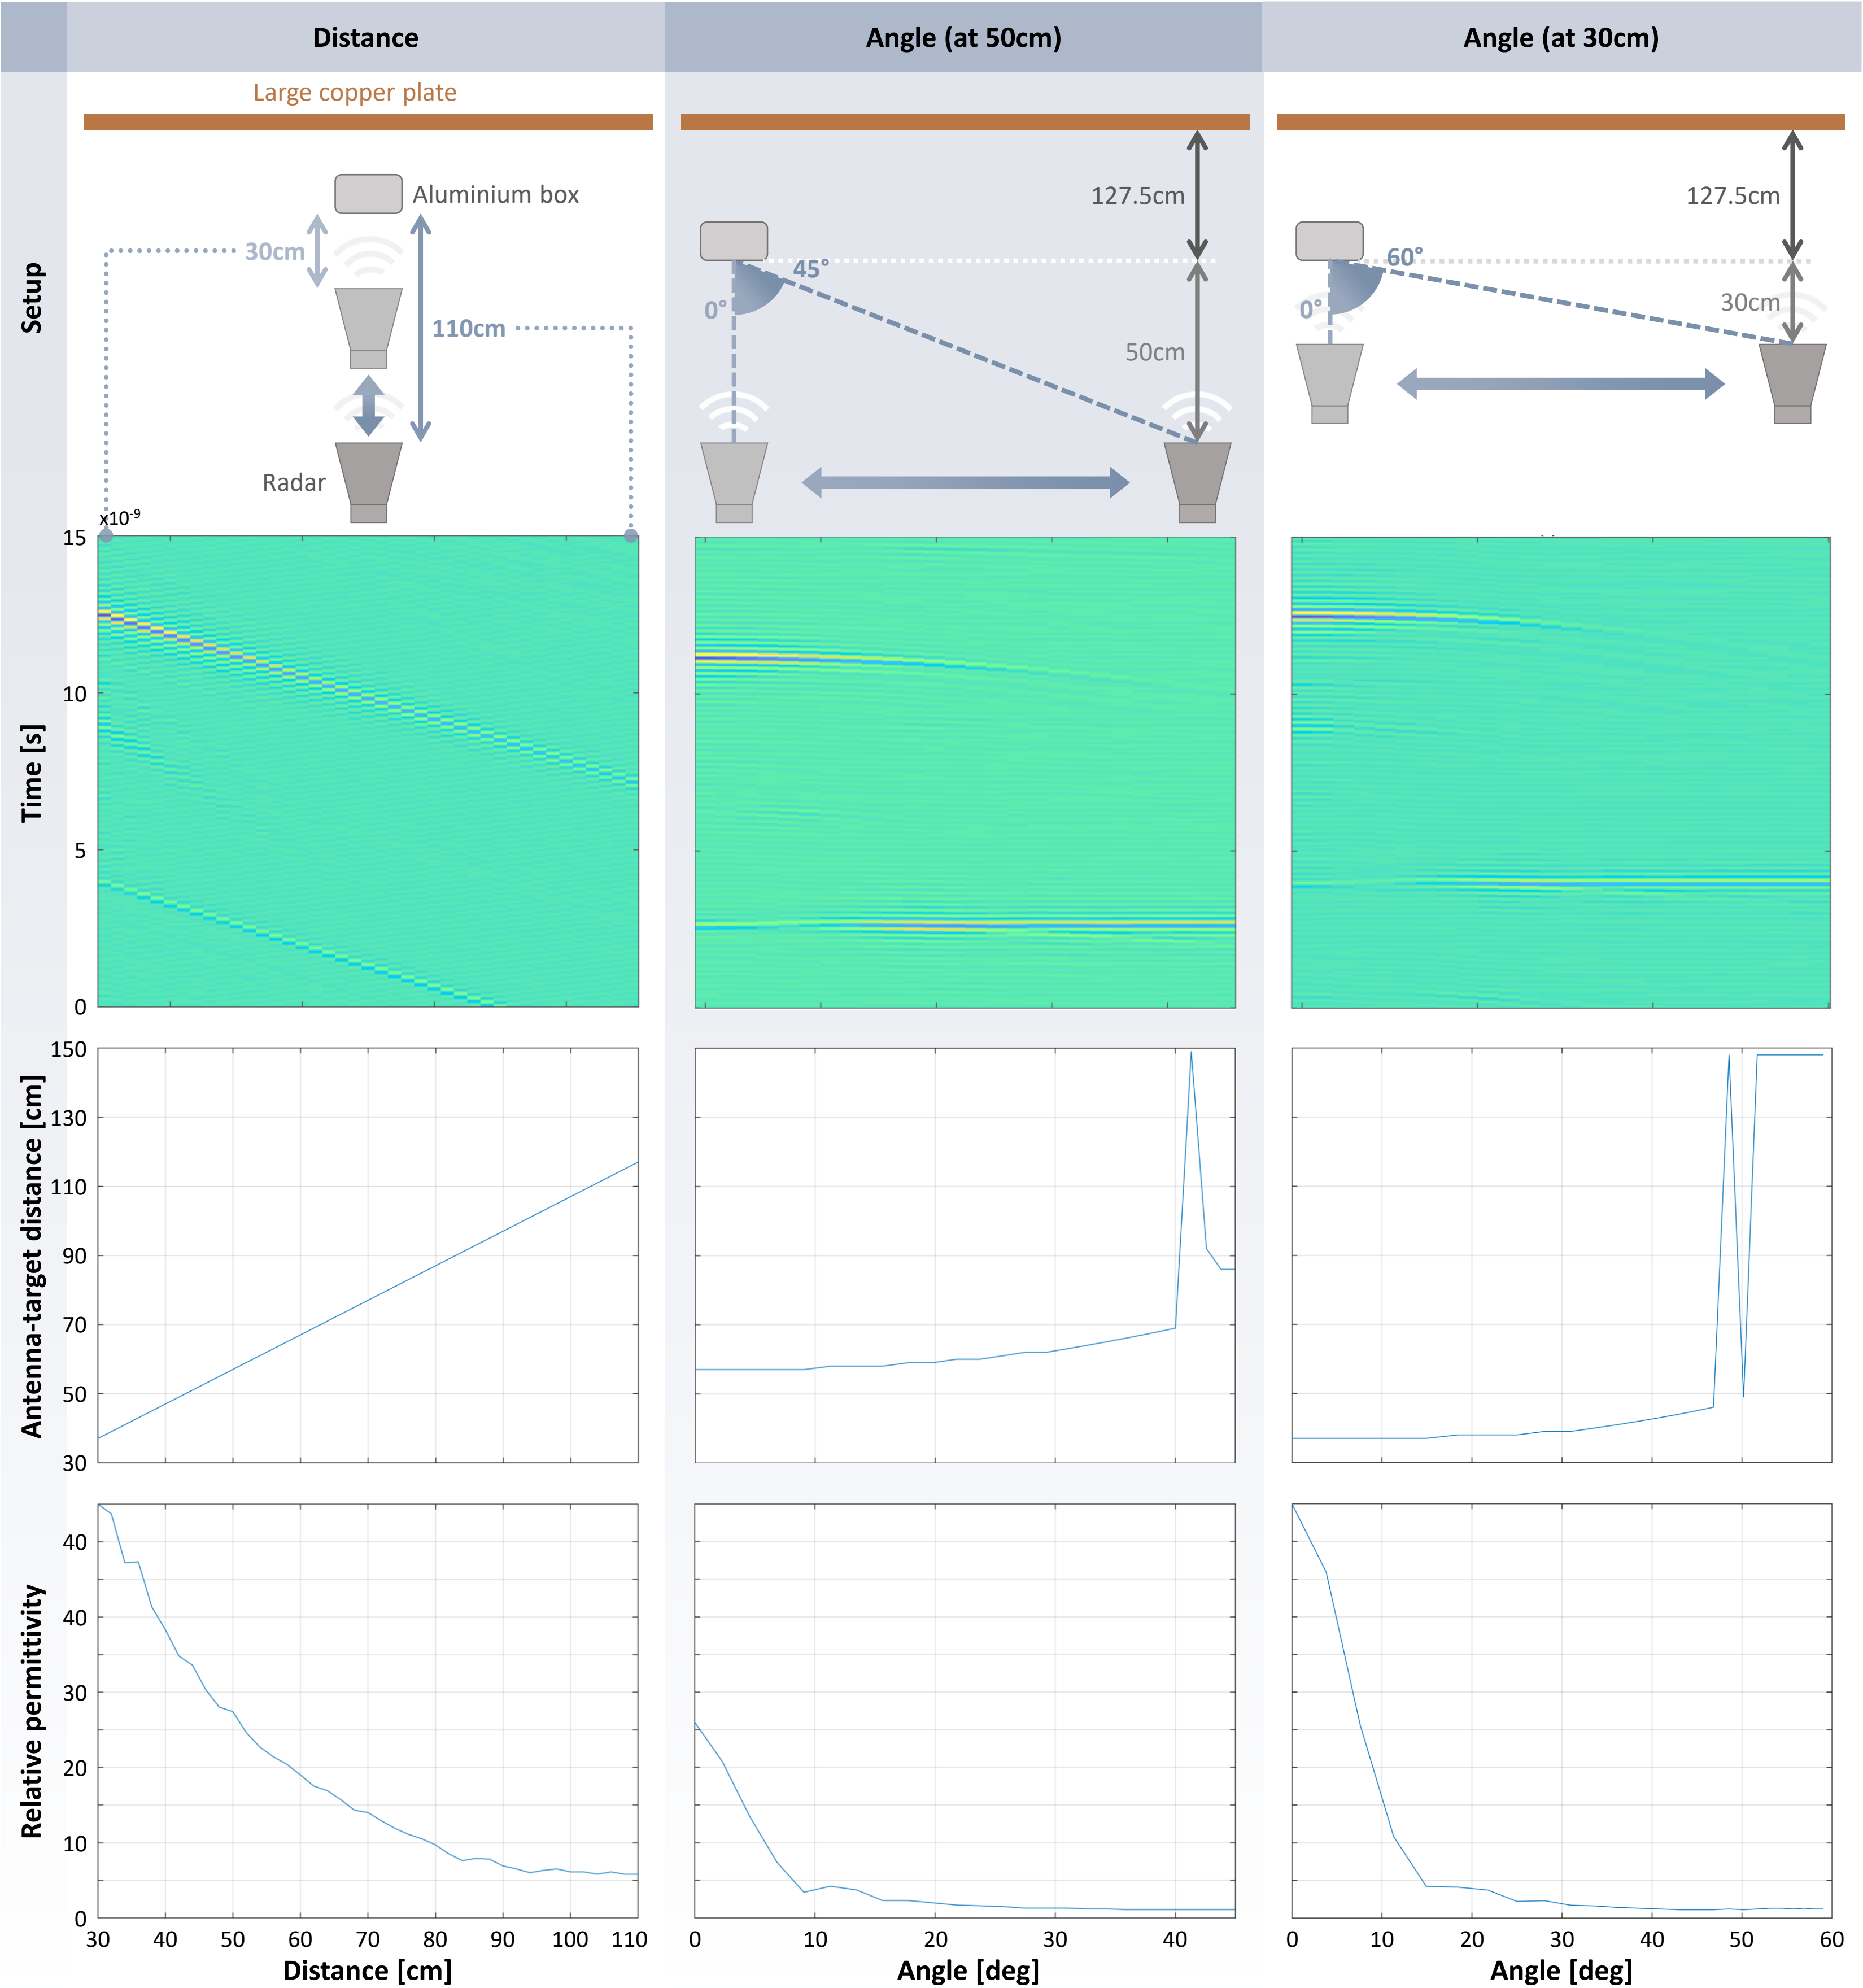 Distance
Angle (at 50cm)
Angle (at 30cm)
Setup
Large copper plate
Aluminium box
30cm
110cm
Radar
127.5cm
45°
0°
50cm
127.5cm
60°
0°
30cm
Time [s]
x10-9
15
10
5
0
Antenna-target distance [cm]
150
130
110
90
70
50
30
Relative permittivity
40
40
30
20
10
0
30 40 50 60 70 80 90 100 110
Distance [cm]
0 10 20 30 40
Angle [deg]
0 10 20 30 40 50 60
Angle [deg]